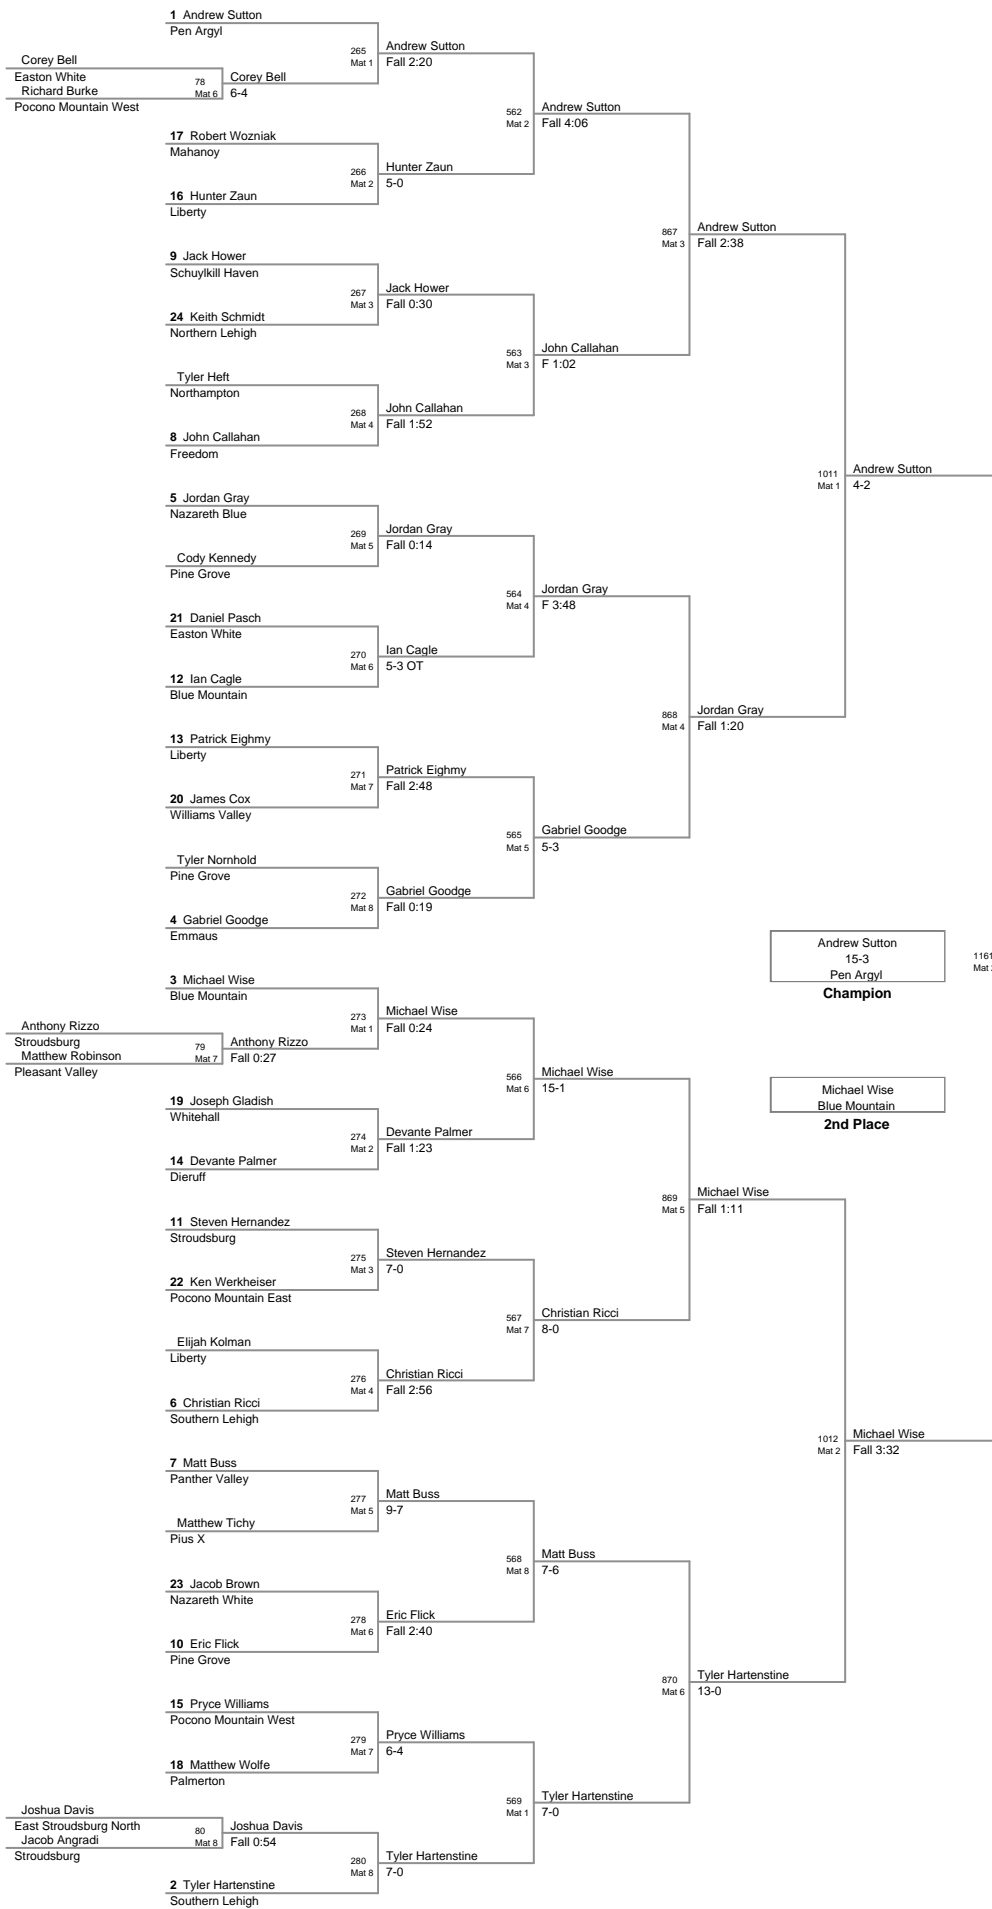 1 Andrew Sutton
Pen Argyl
265
Mat 1
Andrew Sutton
Fall 2:20
Corey Bell
Easton White
78
Mat 6
Corey Bell
6-4
Richard Burke
Pocono Mountain West
562
Mat 2
Andrew Sutton
Fall 4:06
17 Robert Wozniak
Mahanoy
266
Mat 2
Hunter Zaun
5-0
16 Hunter Zaun
Liberty
867
Mat 3
Andrew Sutton
Fall 2:38
9 Jack Hower
Schuylkill Haven
267
Mat 3
Jack Hower
Fall 0:30
24 Keith Schmidt
Northern Lehigh
563
Mat 3
John Callahan
F 1:02
Tyler Heft
Northampton
268
Mat 4
John Callahan
Fall 1:52
8 John Callahan
Freedom
1011
Mat 1
Andrew Sutton
4-2
5 Jordan Gray
Nazareth Blue
269
Mat 5
Jordan Gray
Fall 0:14
Cody Kennedy
Pine Grove
564
Mat 4
Jordan Gray
F 3:48
21 Daniel Pasch
Easton White
270
Mat 6
Ian Cagle
5-3 OT
12 Ian Cagle
Blue Mountain
868
Mat 4
Jordan Gray
Fall 1:20
13 Patrick Eighmy
Liberty
271
Mat 7
Patrick Eighmy
Fall 2:48
20 James Cox
Williams Valley
565
Mat 5
Gabriel Goodge
5-3
Tyler Nornhold
Pine Grove
272
Mat 8
Gabriel Goodge
Fall 0:19
4 Gabriel Goodge
Emmaus
Andrew Sutton
15-3
Pen Argyl
Champion
1161
Mat
3 Michael Wise
Blue Mountain
273
Mat 1
Michael Wise
Fall 0:24
Anthony Rizzo
Stroudsburg
79
Mat 7
Anthony Rizzo
Fall 0:27
Matthew Robinson
Pleasant Valley
566
Mat 6
Michael Wise
15-1
Michael Wise
Blue Mountain
2nd Place
19 Joseph Gladish
Whitehall
274
Mat 2
Devante Palmer
Fall 1:23
14 Devante Palmer
Dieruff
869
Mat 5
Michael Wise
Fall 1:11
11 Steven Hernandez
Stroudsburg
275
Mat 3
Steven Hernandez
7-0
22 Ken Werkheiser
Pocono Mountain East
567
Mat 7
Christian Ricci
8-0
Elijah Kolman
Liberty
276
Mat 4
Christian Ricci
Fall 2:56
6 Christian Ricci
Southern Lehigh
1012
Mat 2
Michael Wise
Fall 3:32
7 Matt Buss
Panther Valley
277
Mat 5
Matt Buss
9-7
Matthew Tichy
Pius X
568
Mat 8
Matt Buss
7-6
23 Jacob Brown
Nazareth White
278
Mat 6
Eric Flick
Fall 2:40
10 Eric Flick
Pine Grove
870
Mat 6
Tyler Hartenstine
13-0
15 Pryce Williams
Pocono Mountain West
279
Mat 7
Pryce Williams
6-4
18 Matthew Wolfe
Palmerton
569
Mat 1
Tyler Hartenstine
7-0
Joshua Davis
East Stroudsburg North
80
Mat 8
Joshua Davis
Fall 0:54
Jacob Angradi
Stroudsburg
280
Mat 8
Tyler Hartenstine
7-0
2 Tyler Hartenstine
Southern Lehigh